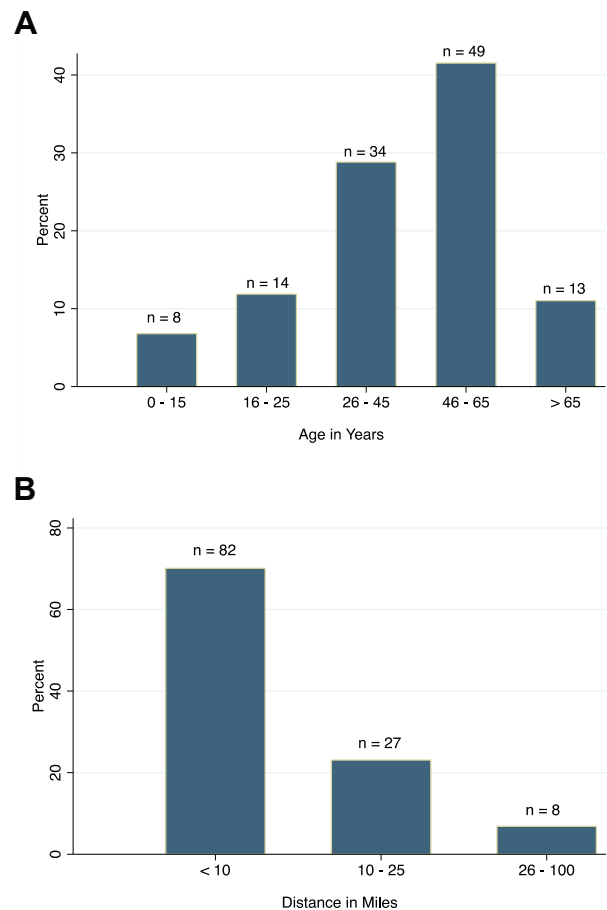 A
n = 49
40
n = 34
30
Percent
20
n = 14
n = 13
10
n = 8
0
0 - 15
16 - 25
26 - 45
46 - 65
> 65
Age in Years
B
80
n = 82
60
Percent
40
n = 27
20
n = 8
0
< 10
10 - 25
26 - 100
Distance in Miles